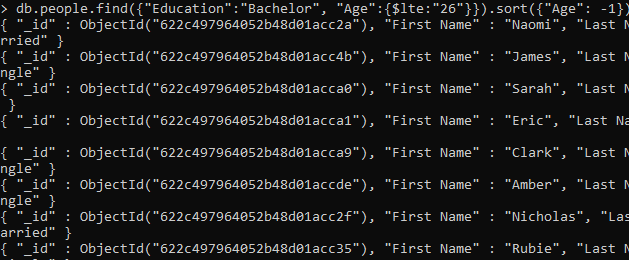 > db.people.find({"Education":"Bachelor", "Age":{$lte:"26"}}).sort({"Age": -1})
{ "_id" : ObjectId("622c497964052b48d01acc2a"), "First Name" : "Naomi", "Last N
rried" }
{ "_id" : ObjectId("622c497964052b48d01acc4b"), "First Name" : "James", "Last N
ngle" }
{ "_id" : ObjectId("622c497964052b48d01acca0"), "First Name" : "Sarah", "Last N
 }
{ "_id" : ObjectId("622c497964052b48d01acca1"), "First Name" : "Eric", "Last Na
{ "_id" : ObjectId("622c497964052b48d01acca9"), "First Name" : "Clark", "Last N
ngle" }
{ "_id" : ObjectId("622c497964052b48d01accde"), "First Name" : "Amber", "Last N
ngle" }
{ "_id" : ObjectId("622c497964052b48d01acc2f"), "First Name" : "Nicholas", "Las
arried" }
{ "_id" : ObjectId("622c497964052b48d01acc35"), "First Name" : "Rubie", "Last N